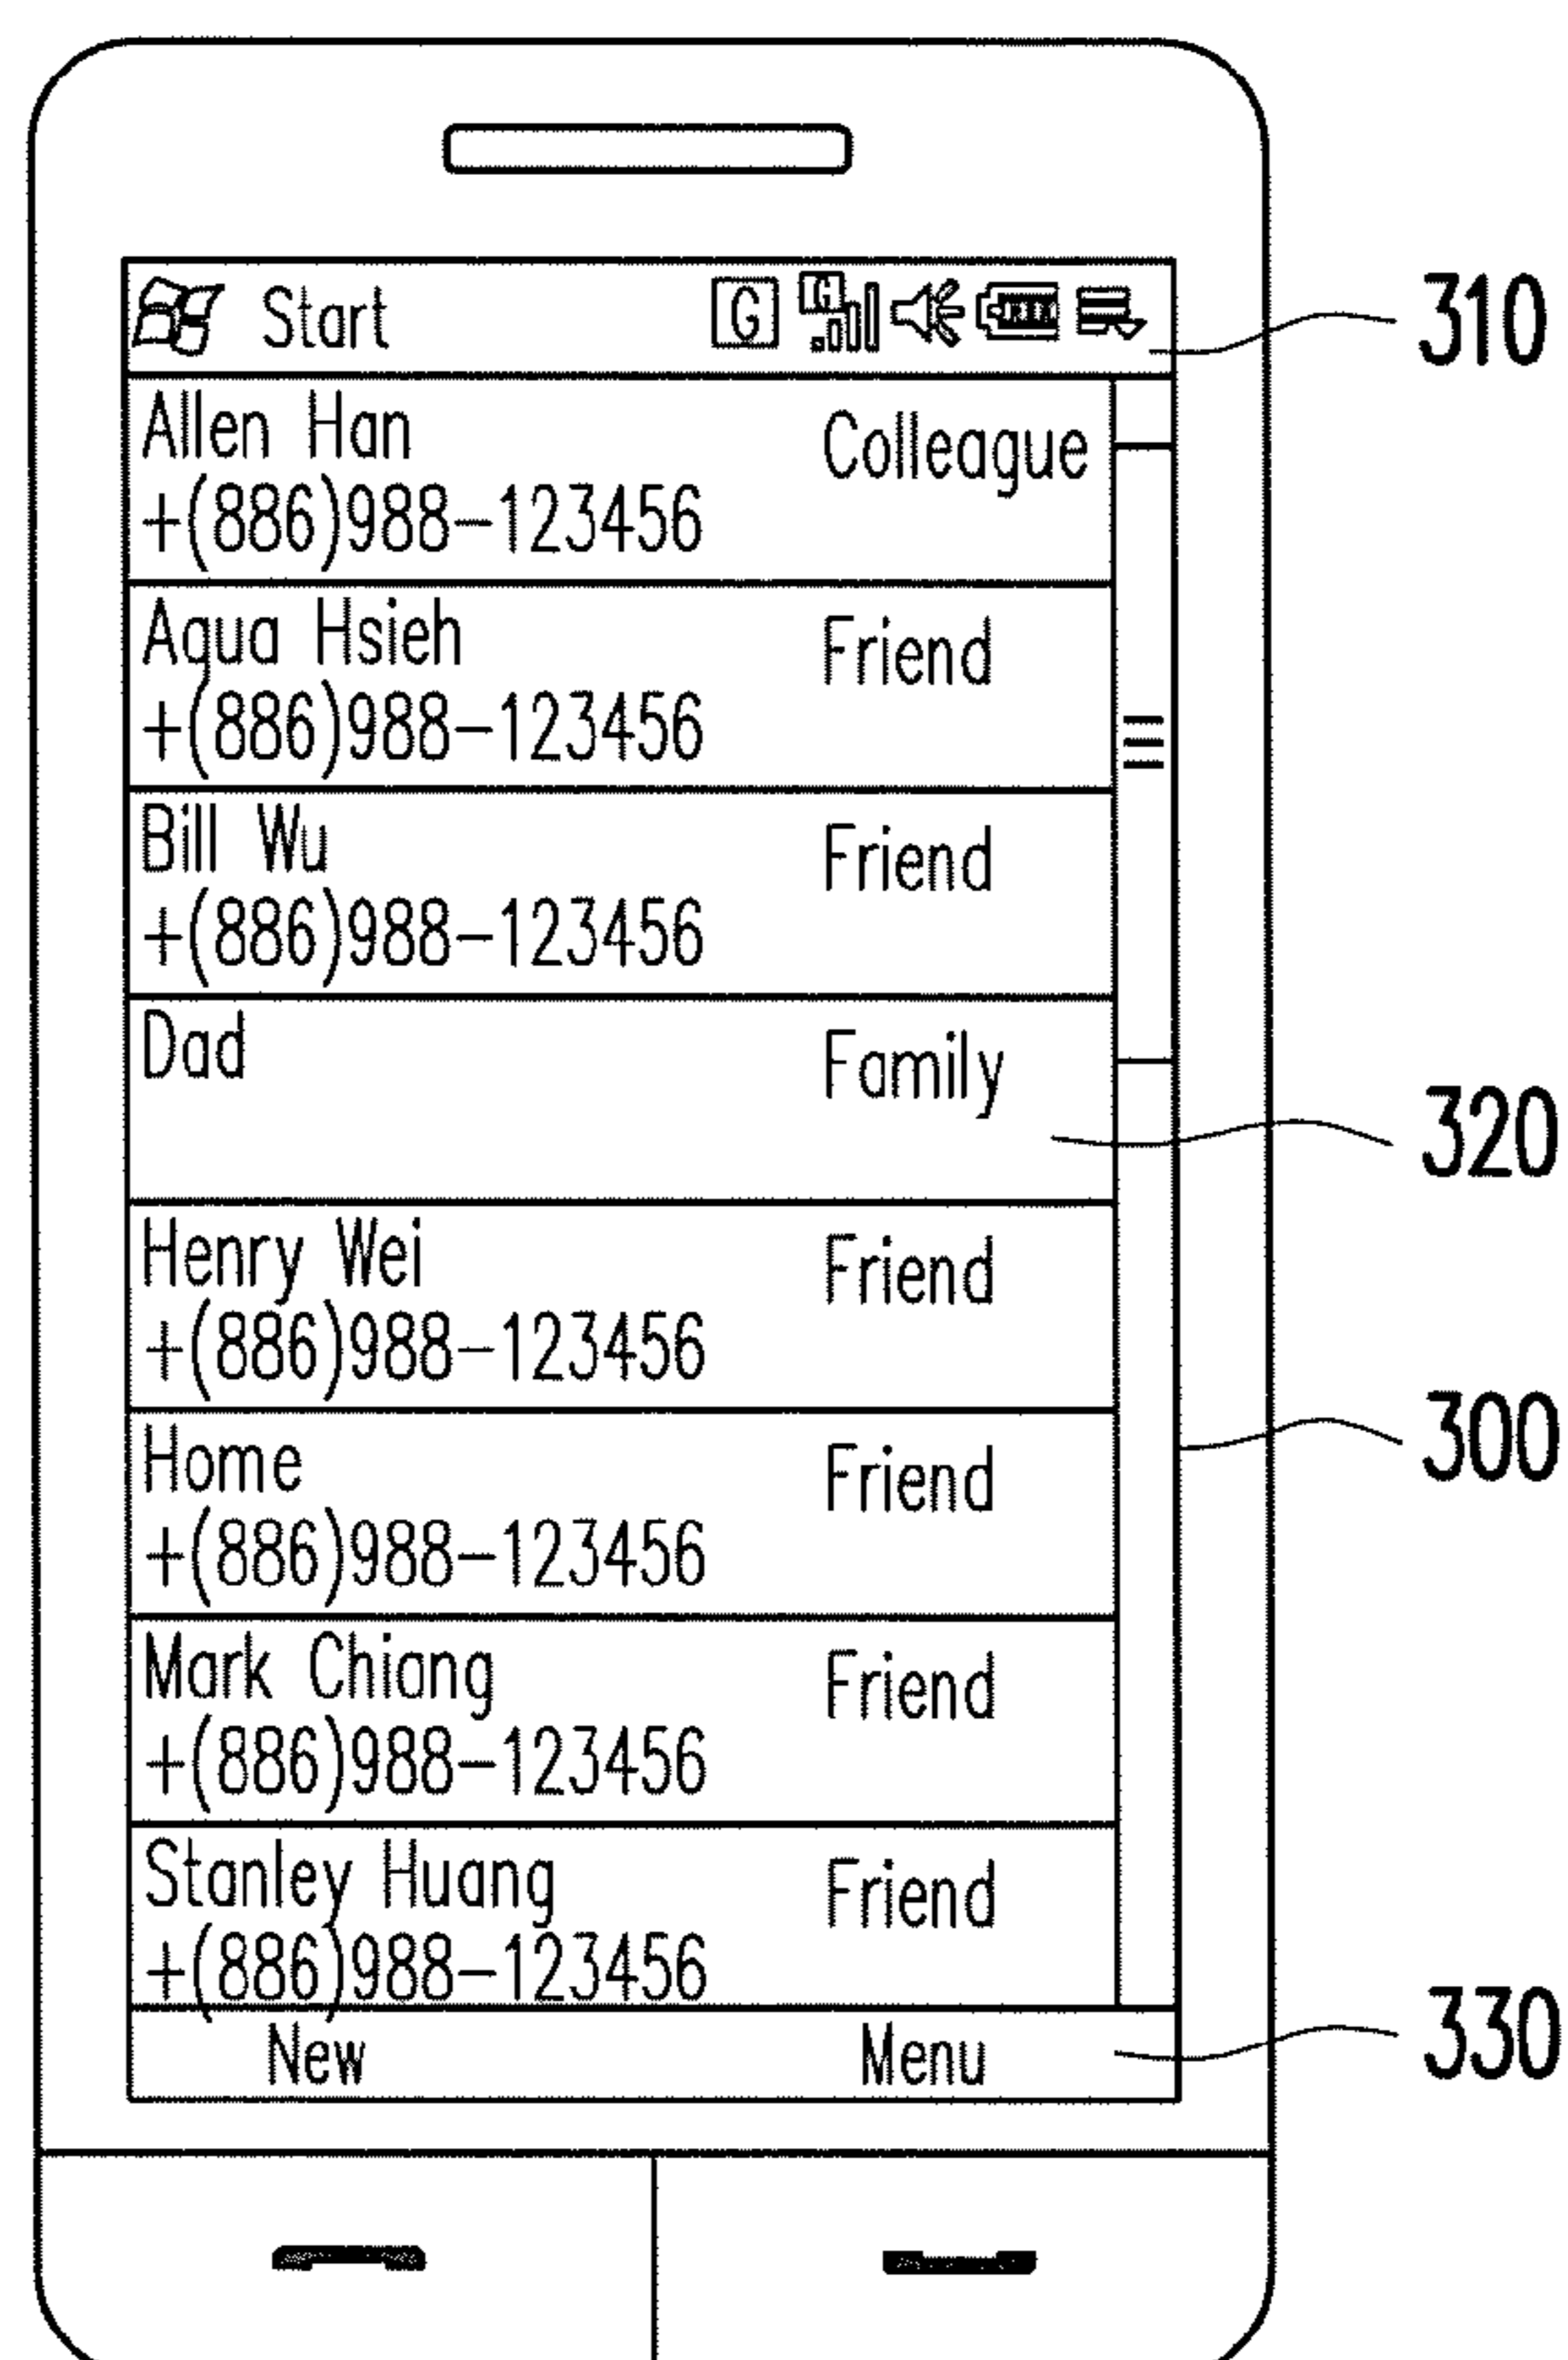 Start G G
310
Allen Han Colleague
+(886)988-123456
Aqua Hsieh Friend
+(886)988-123456
Bill Wu Friend
+(886)988-123456
Dad Family
320
Henry Wei Friend
+(886)988-123456
300
Home Friend
+(886)988-123456
Mark Chiang Friend
+(886)988-123456
Stanley Huang Friend
+(886)988-123456
New Menu
330